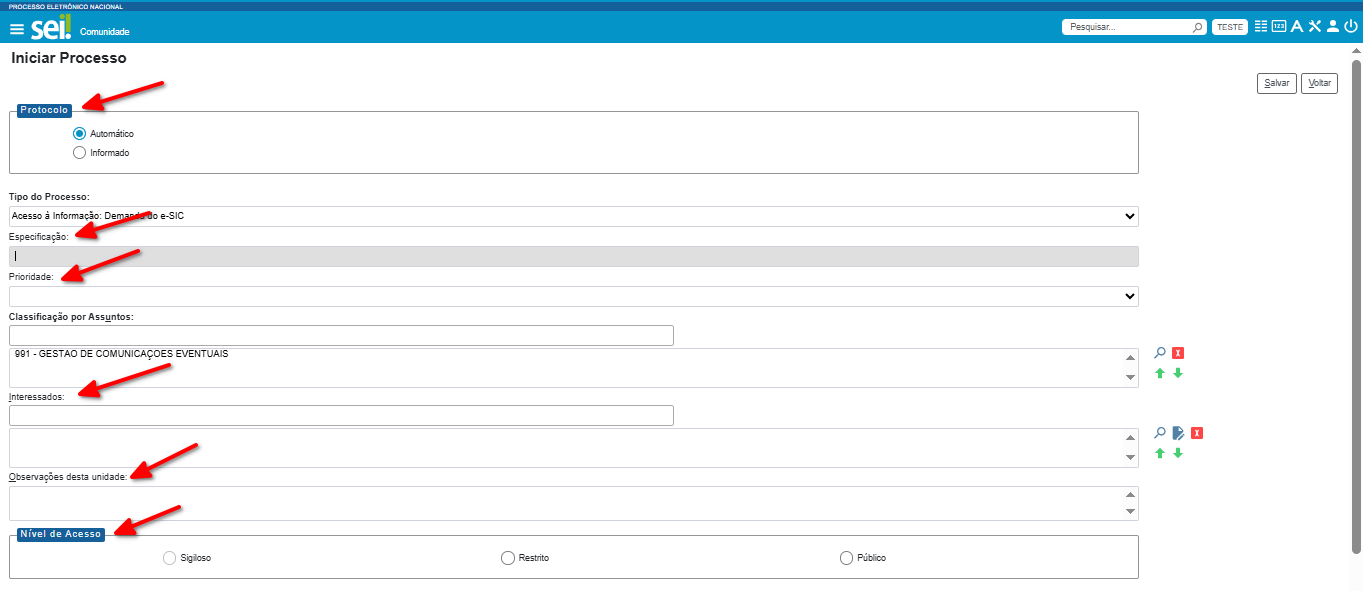 PROCESSO ELETRÔNICO NACIONAL
sei! Comunidade Pesquisar... TESTE
Iniciar Processo
Salvar Voltar
Protocolo
Automático
Informado
Tipo do Processo:
Acesso à Informação: Demanda do e-SIC
Especificação:
Prioridade:
Classificação por Assuntos:
991 - GESTAO DE COMUNICAÇOES EVENTUAIS
Interessados:
Observações desta unidade:
Nível de Acesso
Sigiloso Restrito Público